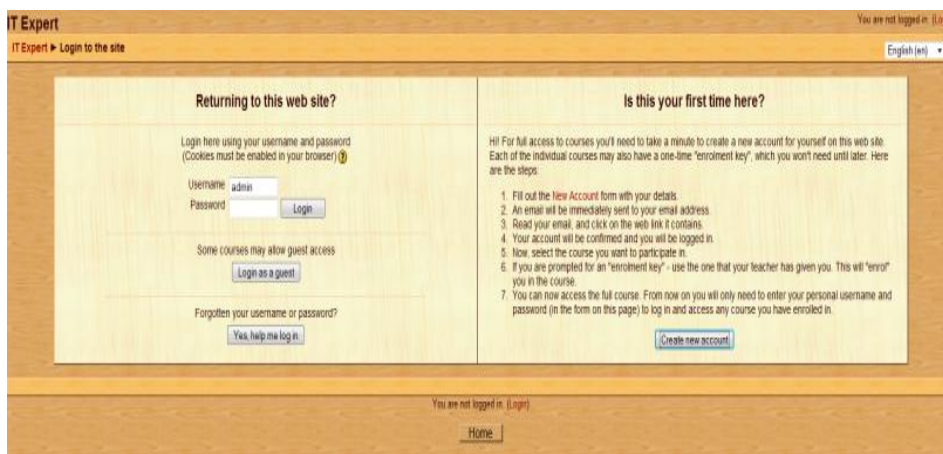 IT Expert
You are not logged in. (Lo
IT Expert ► Login to the site
English (en)
Returning to this web site?
Login here using your username and password
(Cookies must be enabled in your browser) ?
Username admin
Password Login
Some courses may allow guest access
Login as a guest
Forgotten your username or password?
Yes, help me log in
Is this your first time here?
Hi! For full access to courses you'll need to take a minute to create a new account for yourself on this web site.
Each of the individual courses may also have a one-time "enrolment key", which you won't need until later. Here
are the steps:
1. Fill out the New Account form with your details.
2. An email will be immediately sent to your email address.
3. Read your email, and click on the web link it contains.
4. Your account will be confirmed and you will be logged in.
5. Now, select the course you want to participate in.
6. If you are prompted for an "enrolment key" - use the one that your teacher has given you. This will "enrol"
you in the course.
7. You can now access the full course. From now on you will only need to enter your personal username and
password (in the form on this page) to log in and access any course you have enrolled in.
Create new account
You are not logged in. (Login)
Home